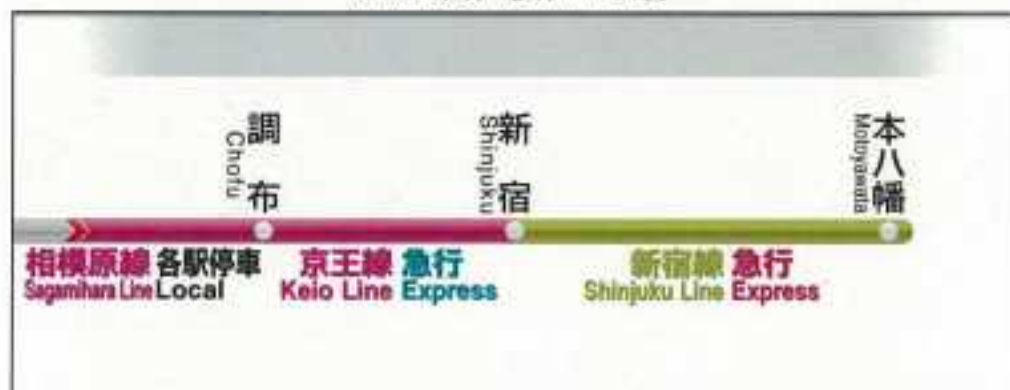 調布
Chofu
新宿
Shinjuku
本八幡
Motoyawata
相模原線 各駅停車
Sagamihara Line Local
京王線 急行
Keio Line Express
新宿線 急行
Shinjuku Line Express